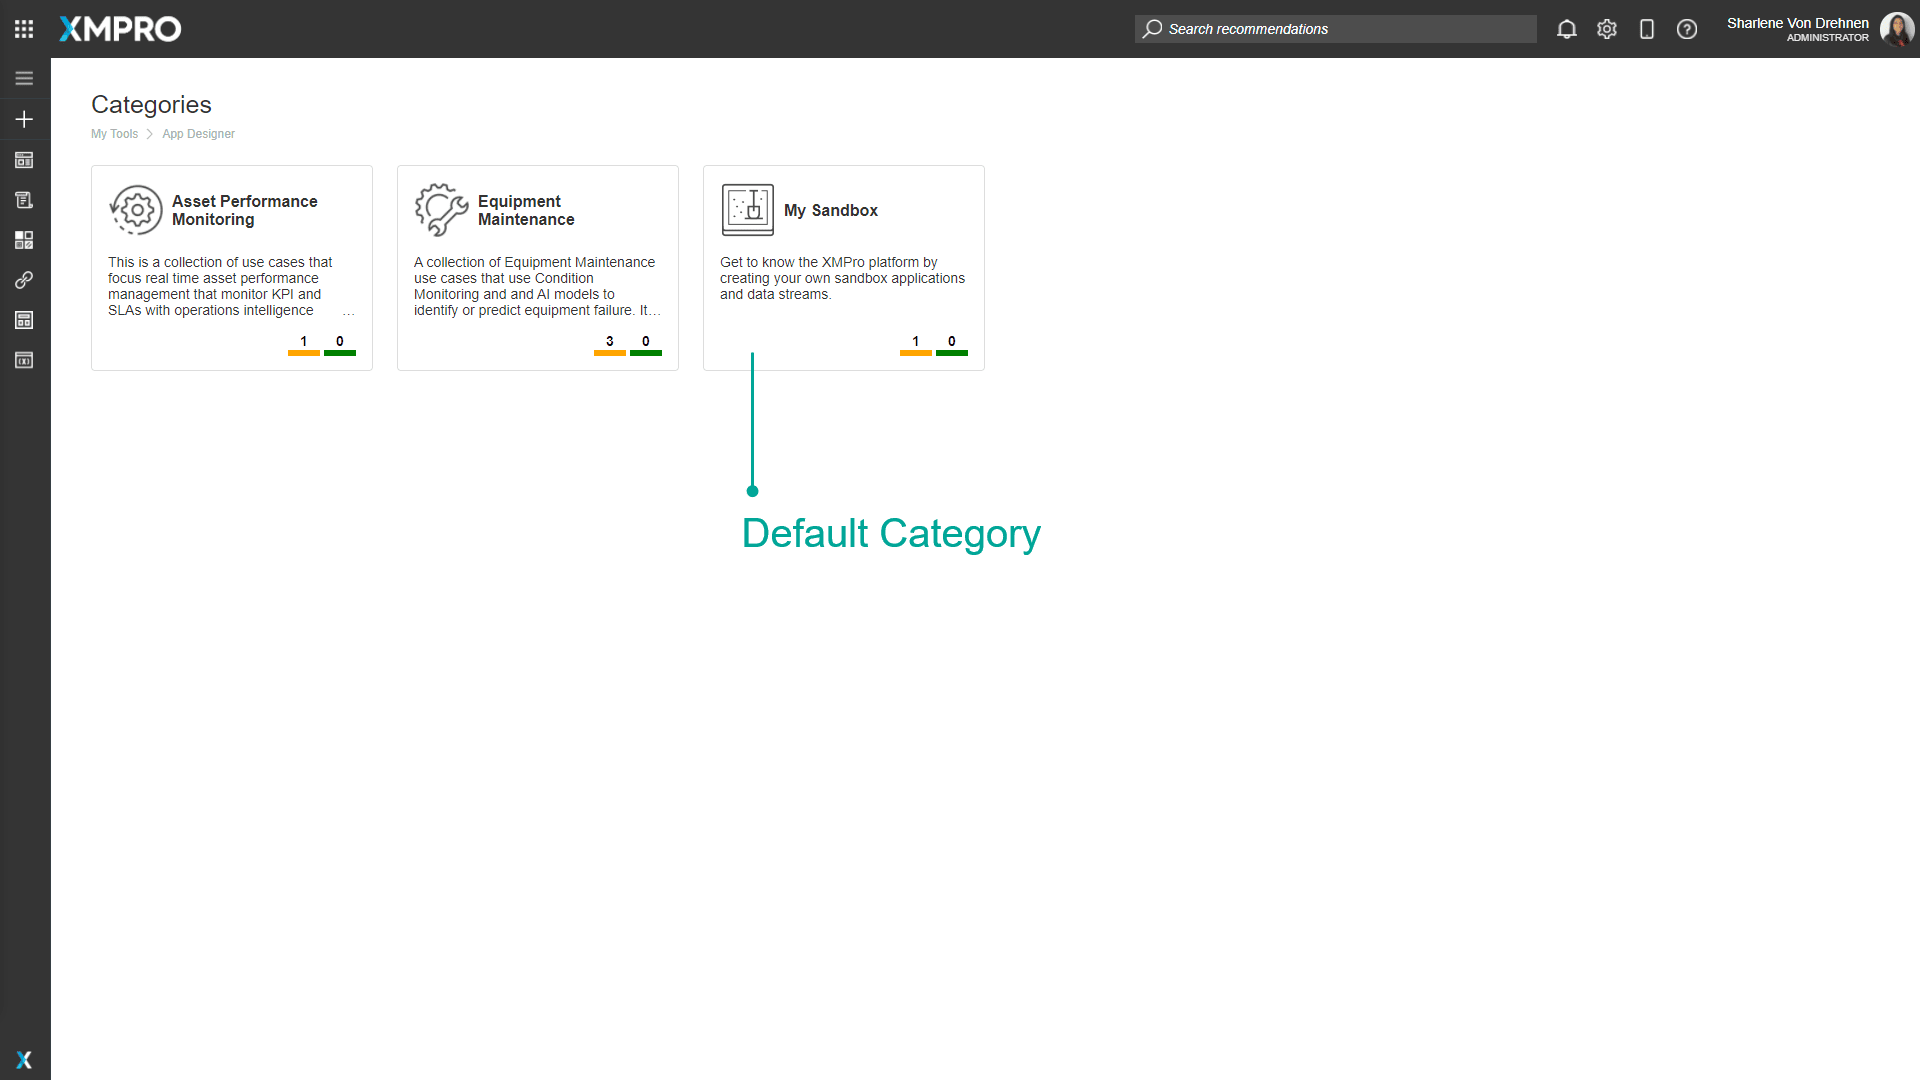 XMPRO
Search recommendations
Sharlene Von Drehnen
ADMINISTRATOR
Categories
My Tools
App Designer
Asset Performance
Monitoring
This is a collection of use cases that
focus real time asset performance
management that monitor KPI and
SLAs with operations intelligence ...
1 0
Equipment
Maintenance
A collection of Equipment Maintenance
use cases that use Condition
Monitoring and and AI models to
identify or predict equipment failure. It...
3 0
My Sandbox
Get to know the XMPro platform by
creating your own sandbox applications
and data streams.
1 0
Default Category